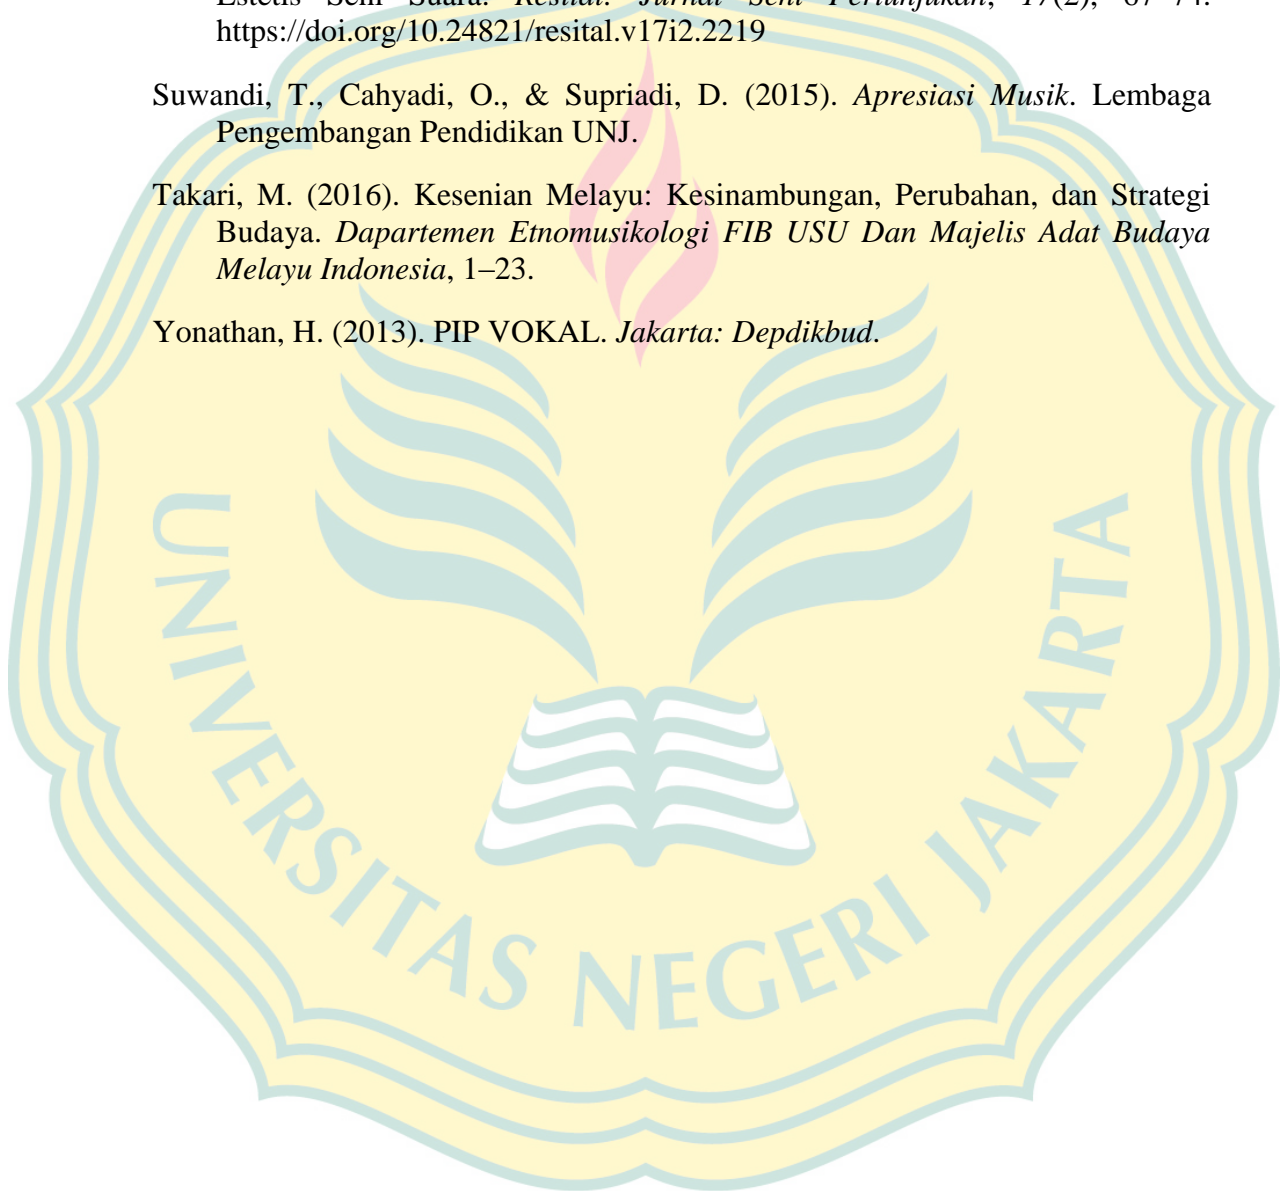 Estetis Seni Suara. Resital: Jurnal Seni Pertunjukan, 17(2), 67–74.
https://doi.org/10.24821/resital.v17i2.2219
Suwandi, T., Cahyadi, O., & Supriadi, D. (2015). Apresiasi Musik. Lembaga
Pengembangan Pendidikan UNJ.
Takari, M. (2016). Kesenian Melayu: Kesinambungan, Perubahan, dan Strategi
Budaya. Dapartemen Etnomusikologi FIB USU Dan Majelis Adat Budaya
Melayu Indonesia, 1–23.
Yonathan, H. (2013). PIP VOKAL. Jakarta: Depdikbud.
UNIVERSITAS NEGERI JAKARTA